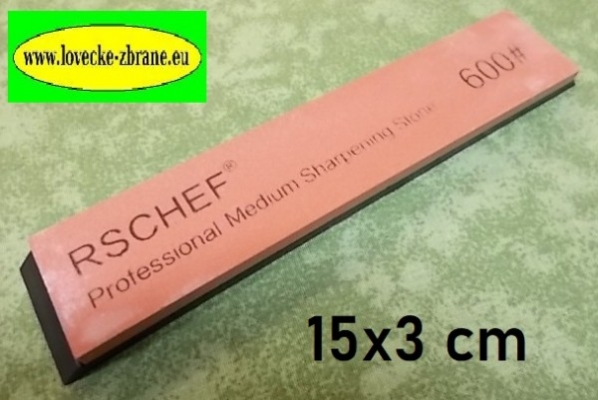 www.lovecke-zbrane.eu
600#
RSCHEF®
Professional Medium Sharpening Stone
15x3 cm